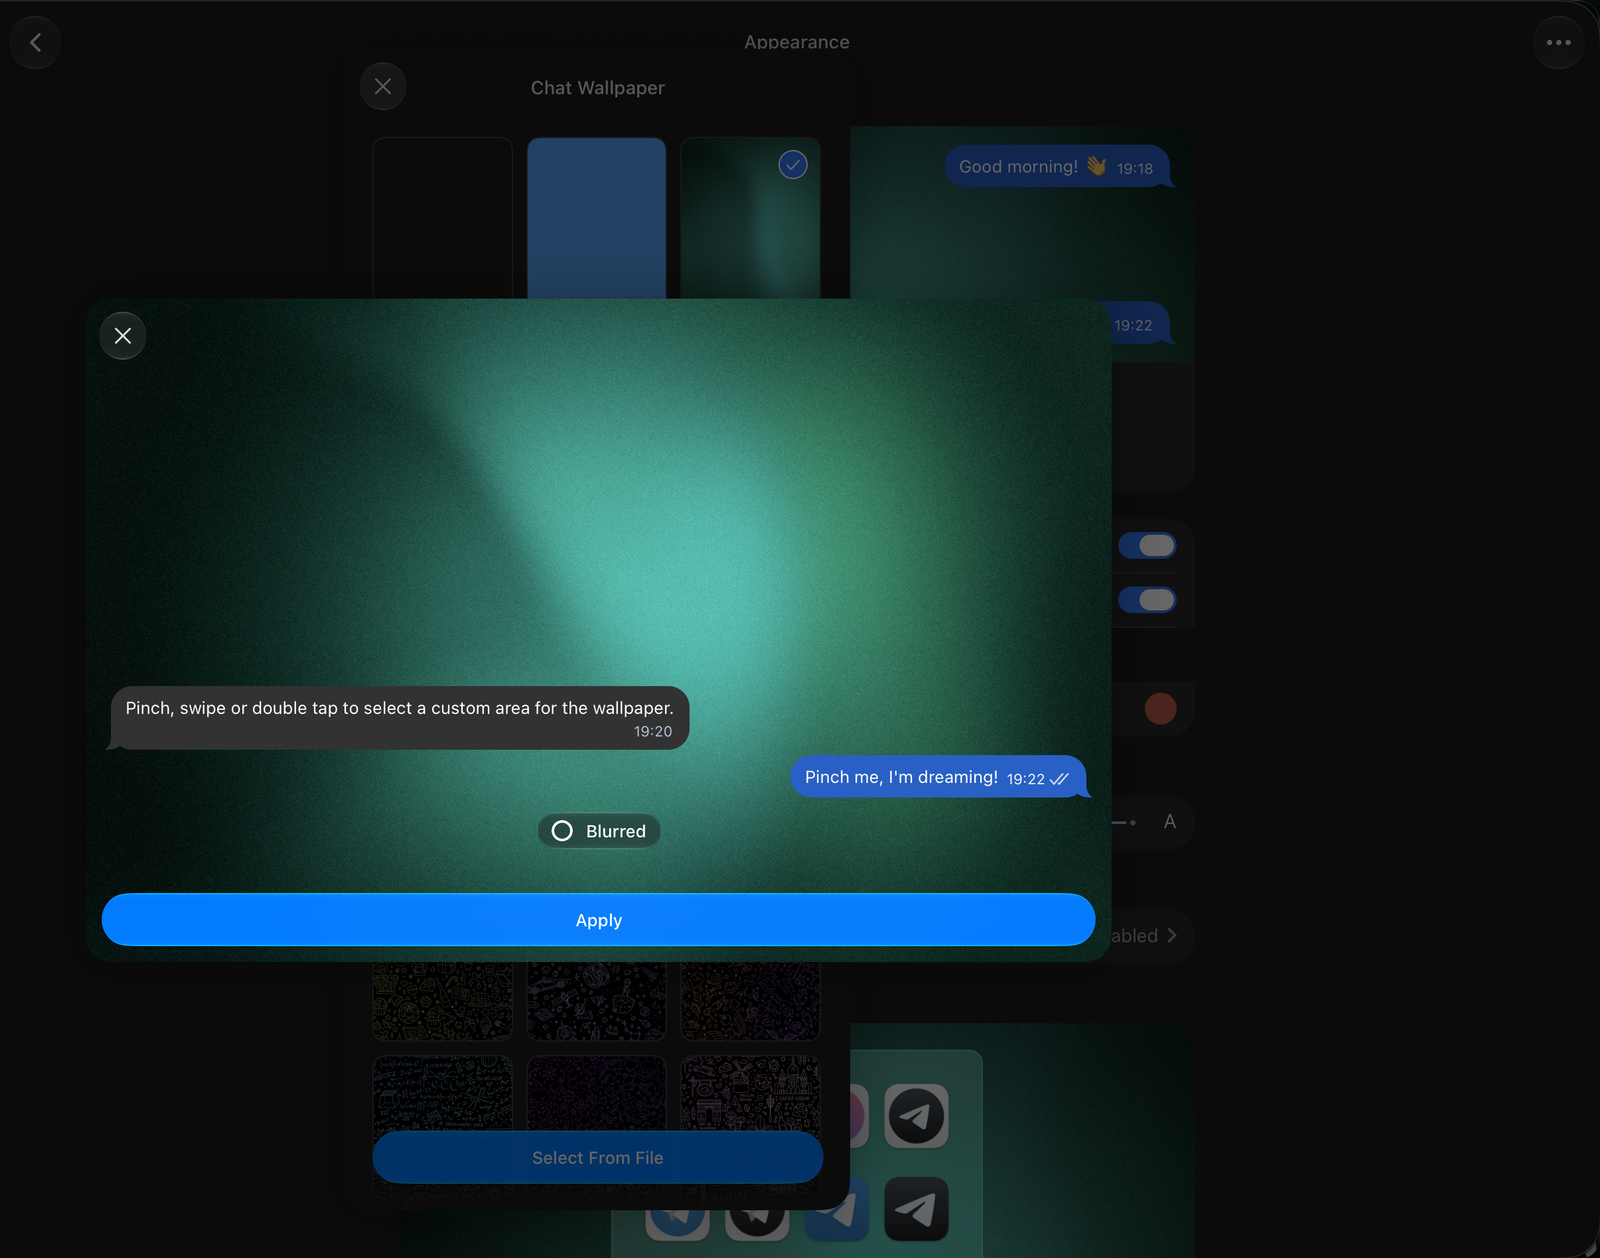 Appearance
Chat Wallpaper
Good morning! 👋 19:18
19:22
Pinch, swipe or double tap to select a custom area for the wallpaper.
19:20
Pinch me, I'm dreaming! 19:22
Blurred
A
Apply
abled
Select From File